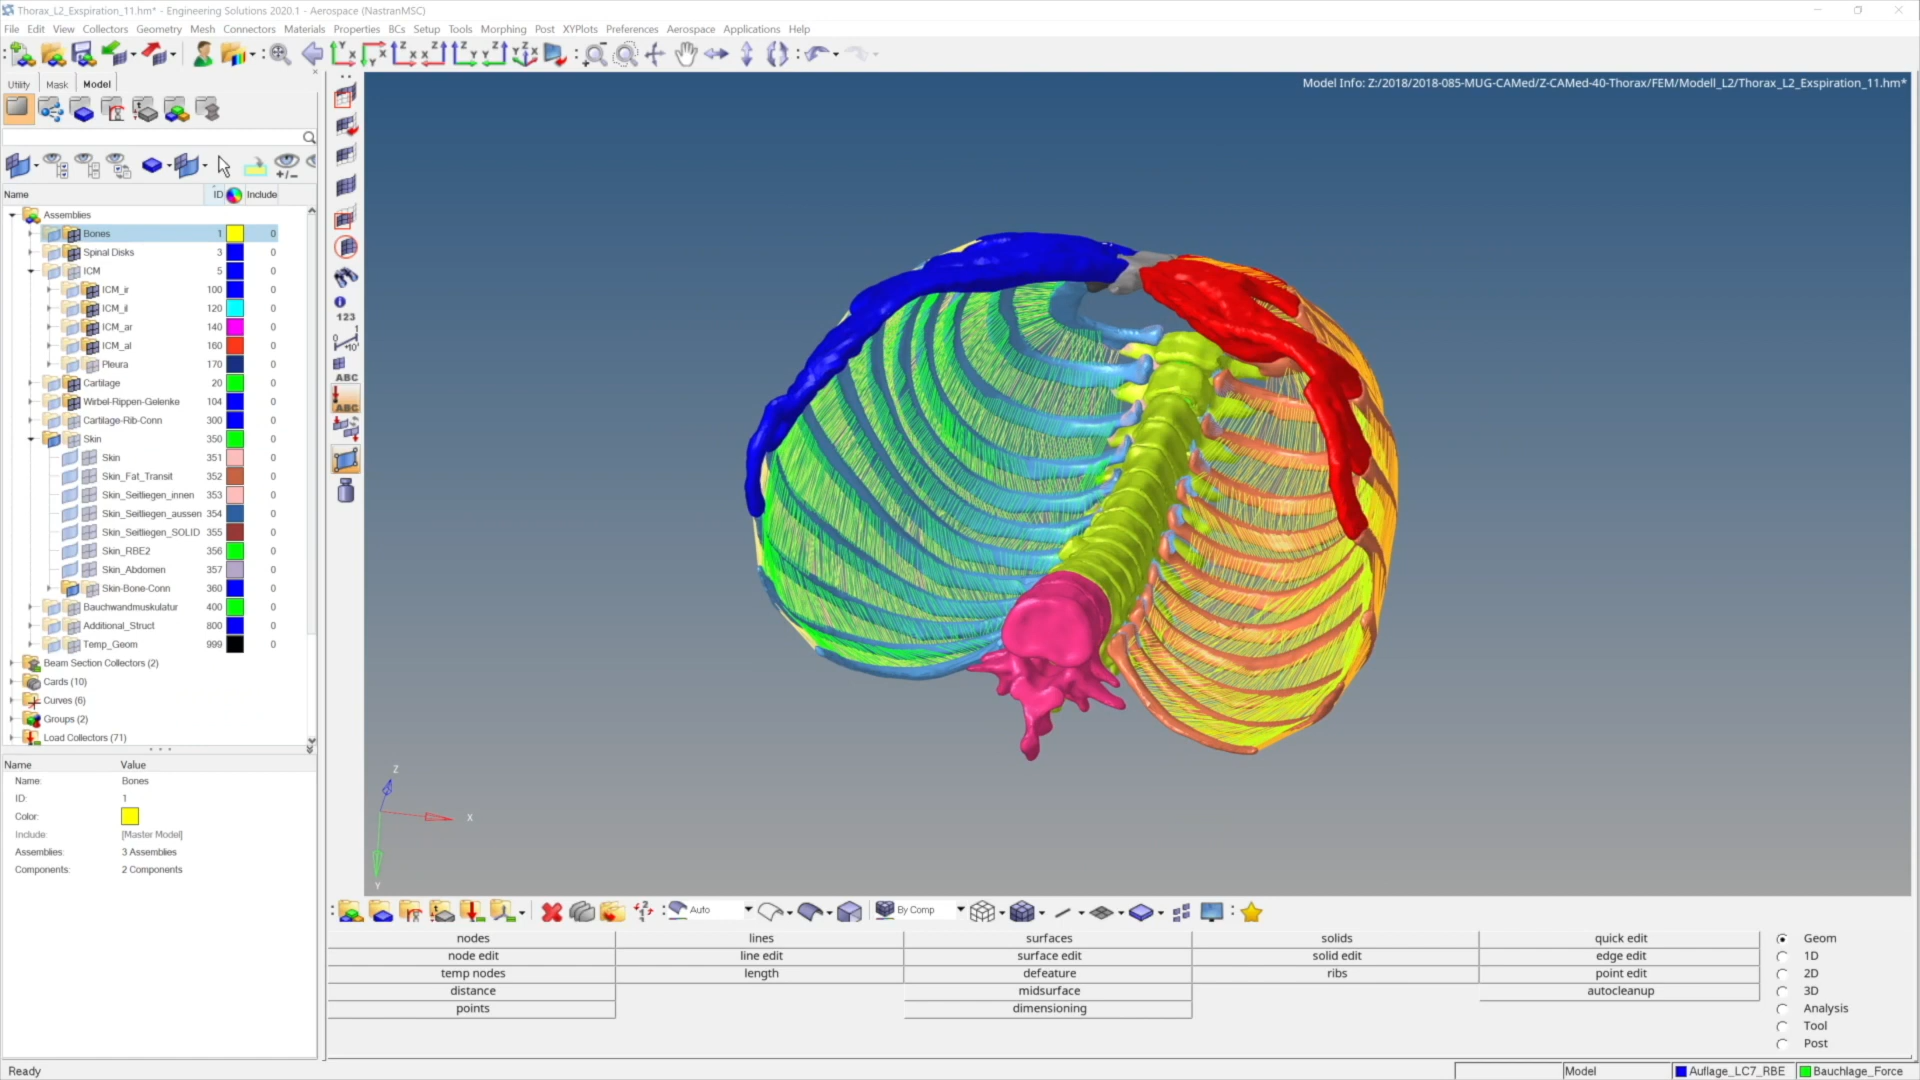 Thorax_L2_Exspiration_11.hm* - Engineering Solutions 2020.1 - Aerospace (NastranMSC)
File Edit View Collectors Geometry Mesh Connectors Materials Properties BCs Setup Tools Morphing Post XYPlots Preferences Aerospace Applications Help
Utility Mask Model
Model Info: Z:/2018/2018-085-MUG-CAMed/Z-CAMed-40-Thorax/FEM/Modell_L2/Thorax_L2_Exspiration_11.hm*
Name ID Include
Assemblies
Bones 1 0
Spinal Disks 3 0
ICM 5 0
ICM_ir 100 0
ICM_il 120 0
ICM_ar 140 0
ICM_al 160 0
Pleura 170 0
Cartilage 20 0
Wirbel-Rippen-Gelenke 104 0
Cartilage-Rib-Conn 300 0
Skin 350 0
Skin 351 0
Skin_Fat_Transit 352 0
Skin_Seitliegen_innen 353 0
Skin_Seitliegen_aussen 354 0
Skin_Seitliegen_SOLID 355 0
Skin_RBE2 356 0
Skin_Abdomen 357 0
Skin-Bone-Conn 360 0
Bauchwandmuskulatur 400 0
Additional_Struct 800 0
Temp_Geom 999 0
Beam Section Collectors (2)
Cards (10)
Curves (6)
Groups (2)
Load Collectors (71)
Name Value
Name: Bones
ID: 1
Color:
Include: [Master Model]
Assemblies: 3 Assemblies
Components: 2 Components
123
ABC
ABC
Z
X
Y
Auto By Comp
nodes lines surfaces solids quick edit Geom
node edit line edit surface edit solid edit edge edit 1D
temp nodes length defeature ribs point edit 2D
distance midsurface autocleanup 3D
points dimensioning Analysis
Tool
Post
Ready Model Auflage_LC7_RBE Bauchlage_Force